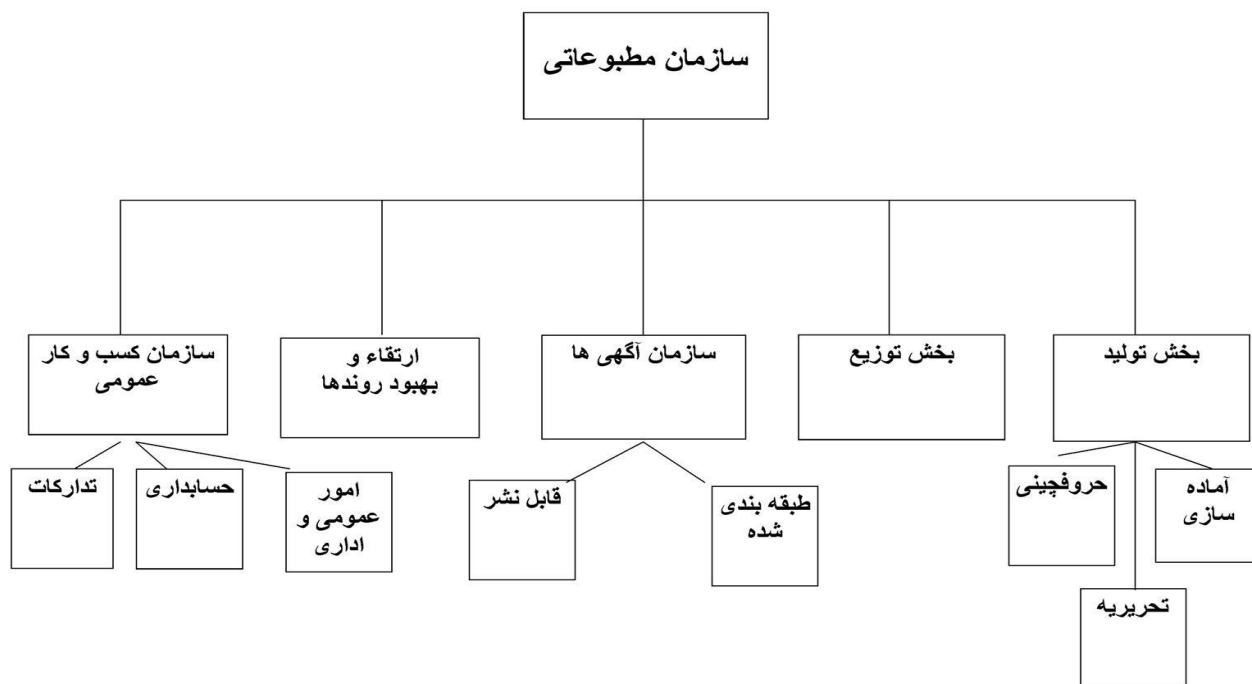 سازمان مطبوعاتی
بخش تولید
بخش توزیع
سازمان آگهی ها
ارتقاء و
بهبود روندها
سازمان کسب و کار
عمومی
آماده
سازی
حروفچینی
تحریریه
طبقه بندی
شده
قابل نشر
امور
عمومی و
اداری
حسابداری
تدارکات